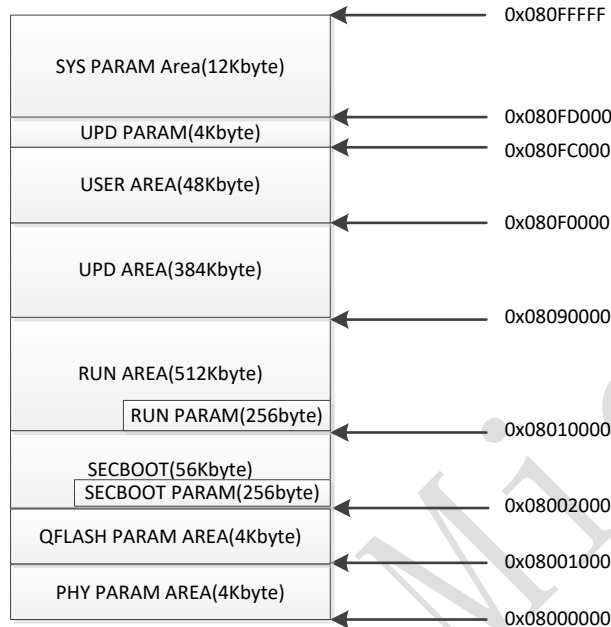 0x080FFFFF
SYS PARAM Area(12Kbyte)
0x080FD000
UPD PARAM(4Kbyte)
0x080FC000
USER AREA(48Kbyte)
0x080F0000
UPD AREA(384Kbyte)
0x08090000
RUN AREA(512Kbyte)
RUN PARAM(256byte)
0x08010000
SECBOOT(56Kbyte)
SECBOOT PARAM(256byte)
0x08002000
QFLASH PARAM AREA(4Kbyte)
0x08001000
PHY PARAM AREA(4Kbyte)
0x08000000